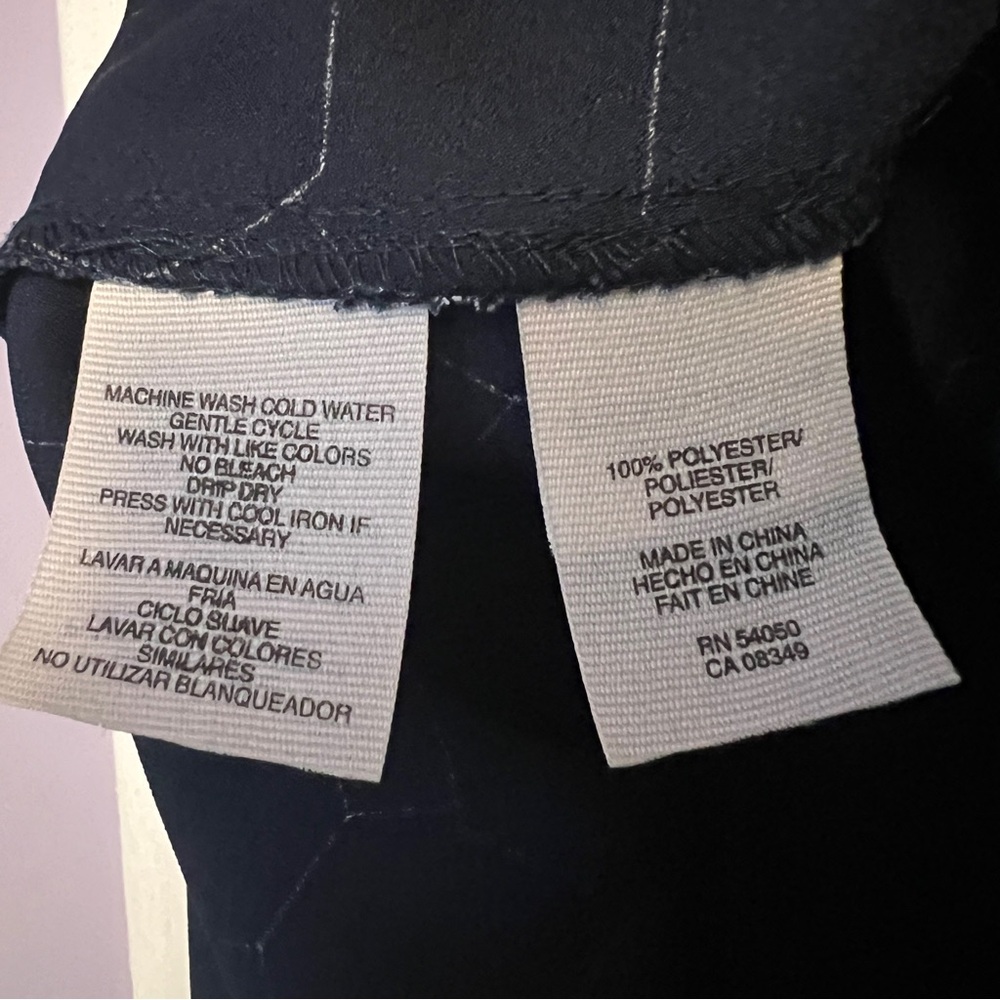 MACHINE WASH COLD WATER
GENTLE CYCLE
WASH WITH LIKE COLORS
NO BLEACH
DRIP DRY
PRESS WITH COOL IRON IF
NECESSARY
LAVAR A MAQUINA EN AGUA
FRIA
CICLO SUAVE
LAVAR CON COLORES
SIMILARES
NO UTILIZAR BLANQUEADOR
100% POLYESTER/
POLIESTER/
POLYESTER
MADE IN CHINA
HECHO EN CHINA
FAIT EN CHINE
RN 54050
CA 08349